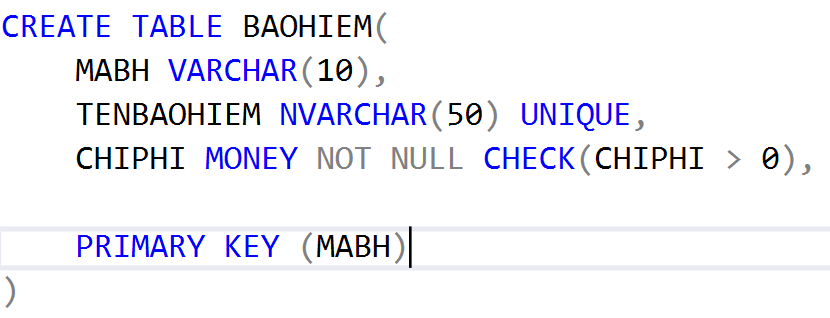 CREATE TABLE BAOHIEM(
    MABH VARCHAR(10),
    TENBAOHIEM NVARCHAR(50) UNIQUE,
    CHIPHI MONEY NOT NULL CHECK(CHIPHI > 0),
    PRIMARY KEY (MABH)
)